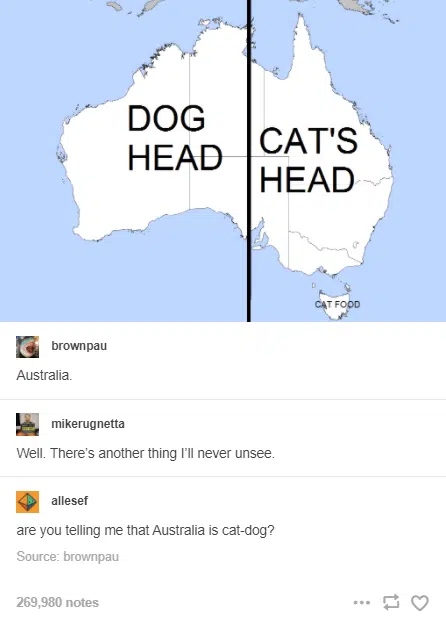 DOG
HEAD
CAT'S
HEAD
CAT FOOD
brownpau
Australia.
mikerugnetta
Well. There's another thing I'll never unsee.
allesef
are you telling me that Australia is cat-dog?
Source: brownpau
269,980 notes